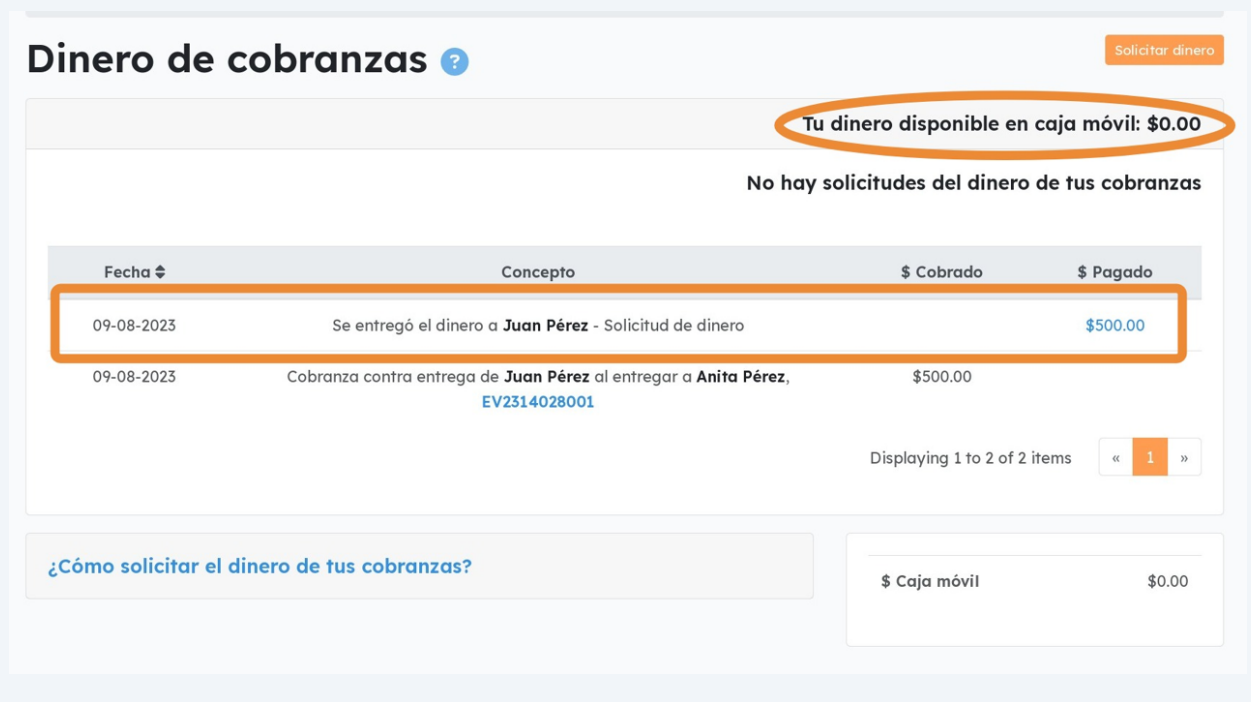 Dinero de cobranzas ?
Solicitar dinero
Tu dinero disponible en caja móvil: $0.00
No hay solicitudes del dinero de tus cobranzas
Fecha Concepto $ Cobrado $ Pagado
09-08-2023 Se entregó el dinero a Juan Pérez - Solicitud de dinero $500.00
09-08-2023 Cobranza contra entrega de Juan Pérez al entregar a Anita Pérez, $500.00
EV2314028001
Displaying 1 to 2 of 2 items « 1 »
¿Cómo solicitar el dinero de tus cobranzas?
$ Caja móvil $0.00